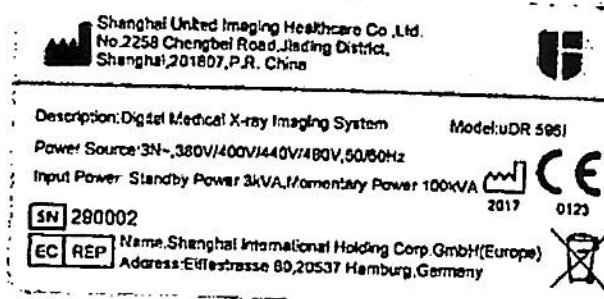 Shanghai United Imaging Healthcare Co.,Ltd.
No.2258 Chengbei Road,Jiading District,
Shanghai,201807,P.R. China
Description:Digital Medical X-ray Imaging System
Model:uDR 596i
Power Source:3N~,380V/400V/440V/480V,50/60Hz
Input Power: Standby Power 3kVA,Momentary Power 100kVA
2017
CE
0123
SN 280002
EC REP
Name:Shanghai International Holding Corp.GmbH(Europe)
Address:Eiffestrasse 80,20537 Hamburg,Germany